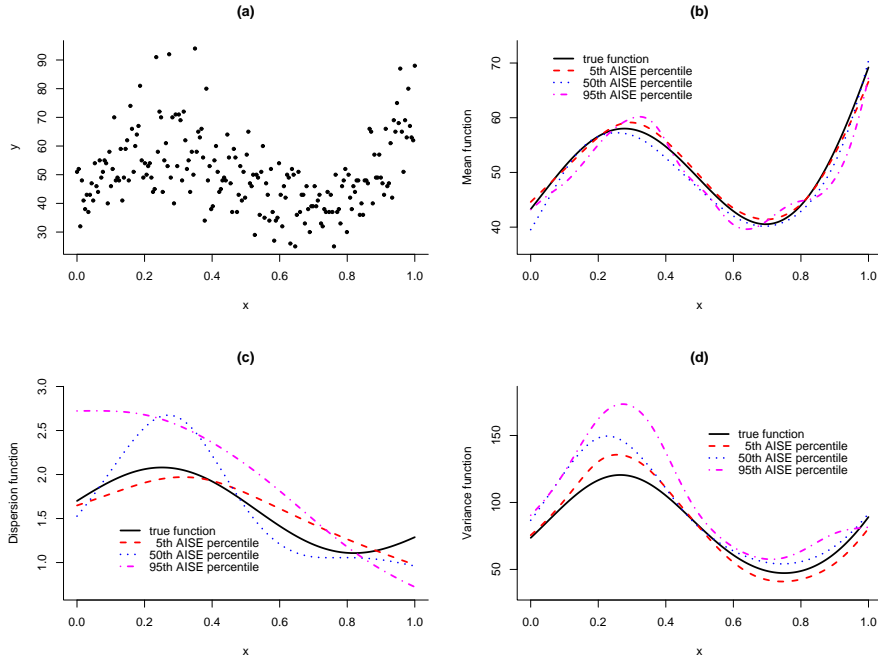 (a)
y
90
80
70
60
50
40
30
0.0 0.2 0.4 0.6 0.8 1.0
x
(b)
Mean function
70
60
50
40
true function
5th AISE percentile
50th AISE percentile
95th AISE percentile
0.0 0.2 0.4 0.6 0.8 1.0
x
(c)
Dispersion function
3.0
2.5
2.0
1.5
1.0
true function
5th AISE percentile
50th AISE percentile
95th AISE percentile
0.0 0.2 0.4 0.6 0.8 1.0
x
(d)
Variance function
150
100
50
true function
5th AISE percentile
50th AISE percentile
95th AISE percentile
0.0 0.2 0.4 0.6 0.8 1.0
x